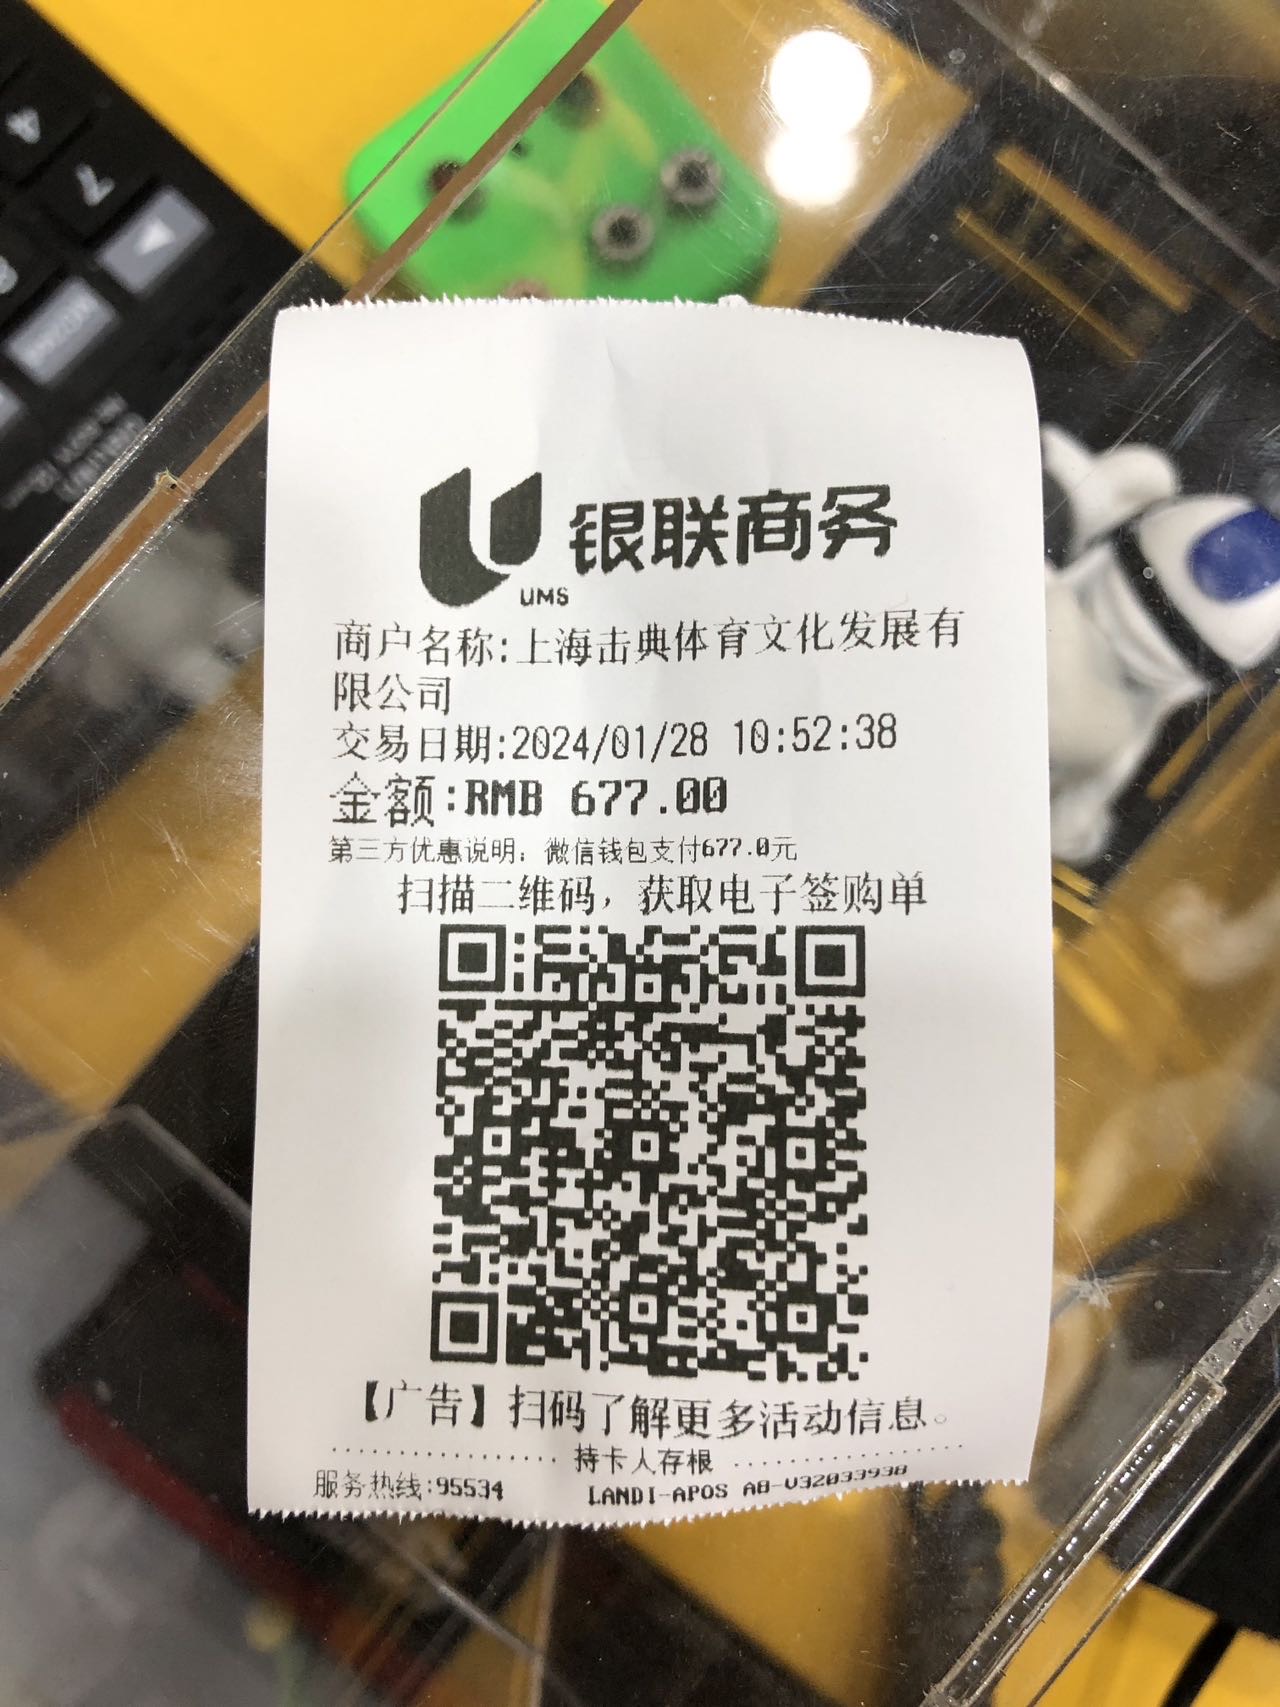 4
7
银联商务
UMS
商户名称:上海击典体育文化发展有
限公司
交易日期:2024/01/28 10:52:38
金额:RMB 677.00
第三方优惠说明: 微信钱包支付677.0元
扫描二维码，获取电子签购单
【广告】扫码了解更多活动信息。
............ 持卡人存根 ............
服务热线:95534 LANDI-APOS A8-V32033938